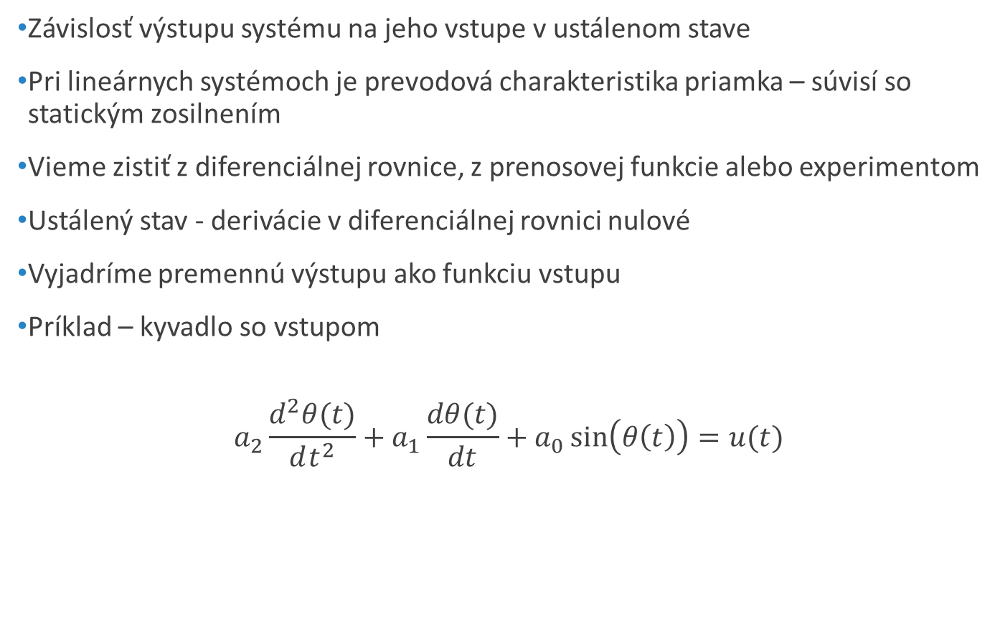 •Závislosť výstupu systému na jeho vstupe v ustálenom stave
•Pri lineárnych systémoch je prevodová charakteristika priamka – súvisí so
statickým zosilnením
•Vieme zistiť z diferenciálnej rovnice, z prenosovej funkcie alebo experimentom
•Ustálený stav - derivácie v diferenciálnej rovnici nulové
•Vyjadríme premennú výstupu ako funkciu vstupu
•Príklad – kyvadlo so vstupom
$a_2 \frac{d^2\theta(t)}{dt^2} + a_1 \frac{d\theta(t)}{dt} + a_0 \sin(\theta(t)) = u(t)$